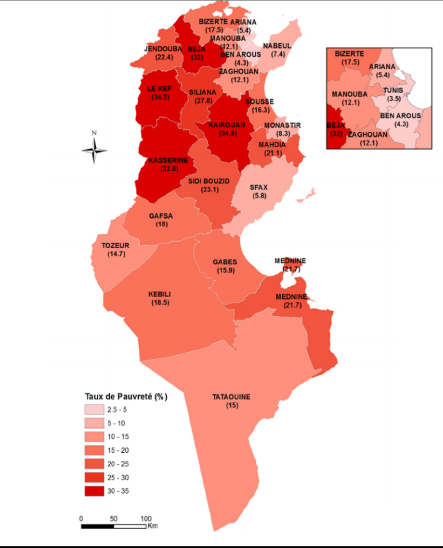 BIZERTE
(17.5)
ARIANA
(5.4)
MANOUBA
(12.1)
JENDOUBA
(22.4)
BEJA
(32)
BEN AROUS
(4.3)
NABEUL
(7.4)
ZAGHOUAN
(12.1)
LE KEF
(34.2)
SILIANA
(27.8)
SOUSSE
(16.3)
KAIROUAN
(34.9)
MONASTIR
(8.3)
MAHDIA
(21.1)
KASSERINE
(32.8)
SIDI BOUZID
(23.1)
SFAX
(5.8)
GAFSA
(18)
TOZEUR
(14.7)
GABES
(15.9)
MEDNINE
(21.7)
KEBILI
(18.5)
MEDNINE
(21.7)
TATAOUINE
(15)
N
BIZERTE
(17.5)
ARIANA
(5.4)
MANOUBA
(12.1)
TUNIS
(3.5)
BEN AROUS
(4.3)
BEJA
(32)
ZAGHOUAN
(12.1)
Taux de Pauvreté (%)
2.5 - 5
5 - 10
10 - 15
15 - 20
20 - 25
25 - 30
30 - 35
0 50 100
Km